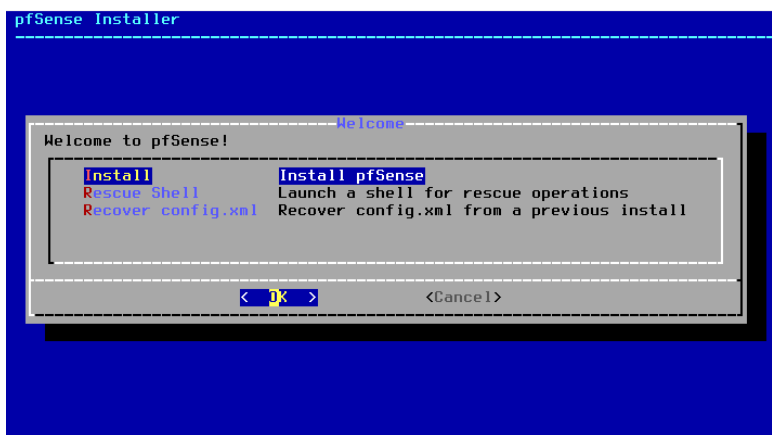 pfSense Installer
Welcome
Welcome to pfSense!
Install Install pfSense
Rescue Shell Launch a shell for rescue operations
Recover config.xml Recover config.xml from a previous install
< OK > <Cancel>